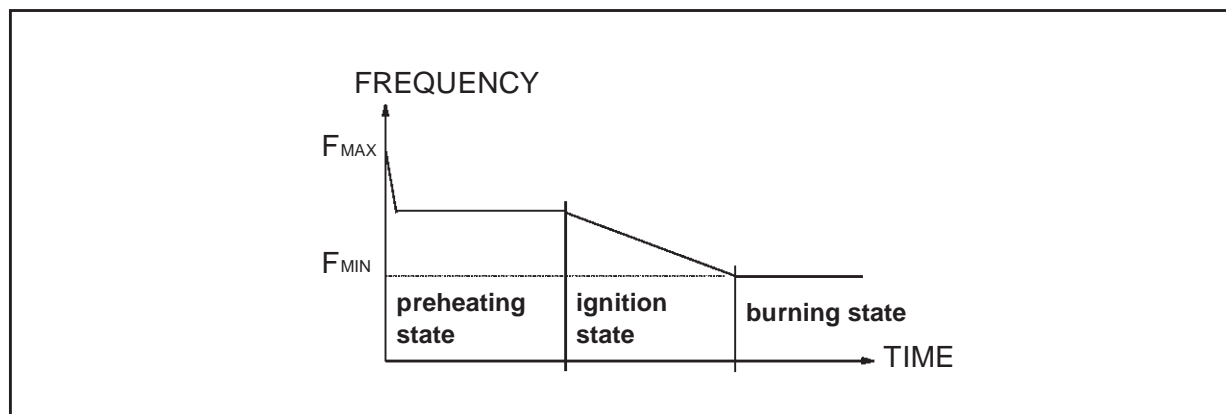 FREQUENCY
FMAX
FMIN
preheating
state
ignition
state
burning state
TIME